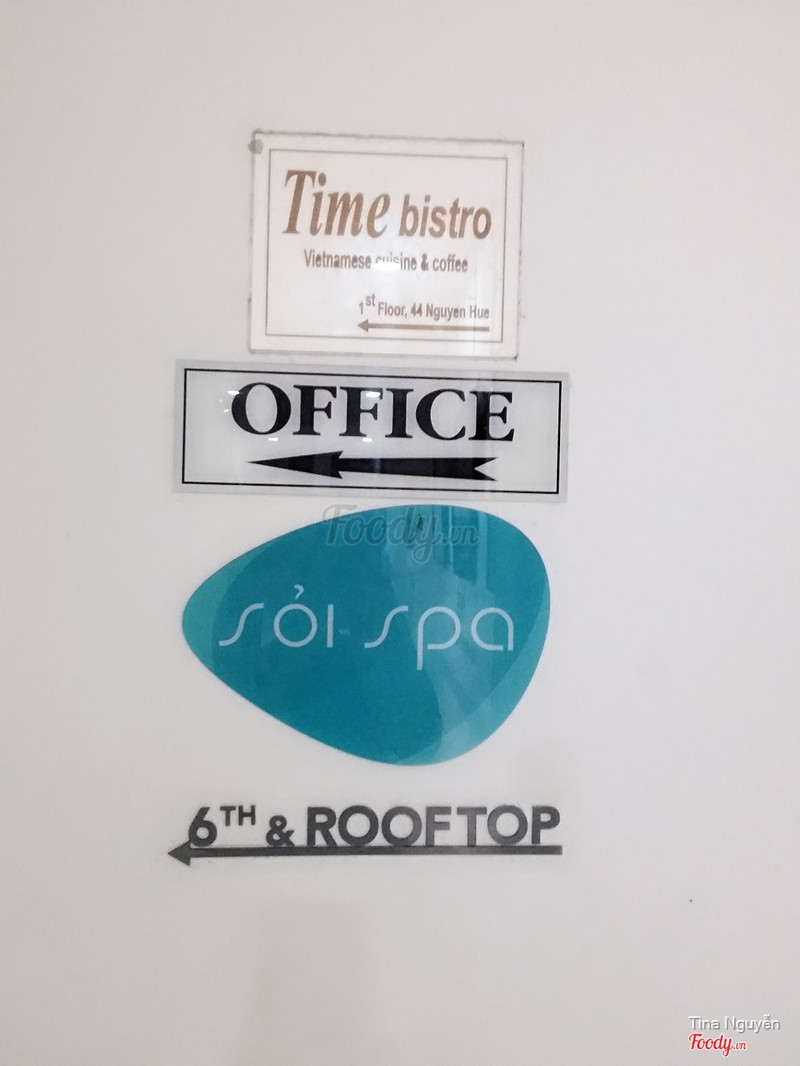 Time bistro
Vietnamese cuisine & coffee
1st Floor, 44 Nguyen Hue
OFFICE
Foody.vn
sỏi spa
6TH & ROOFTOP
Tina Nguyễn
Foody.vn